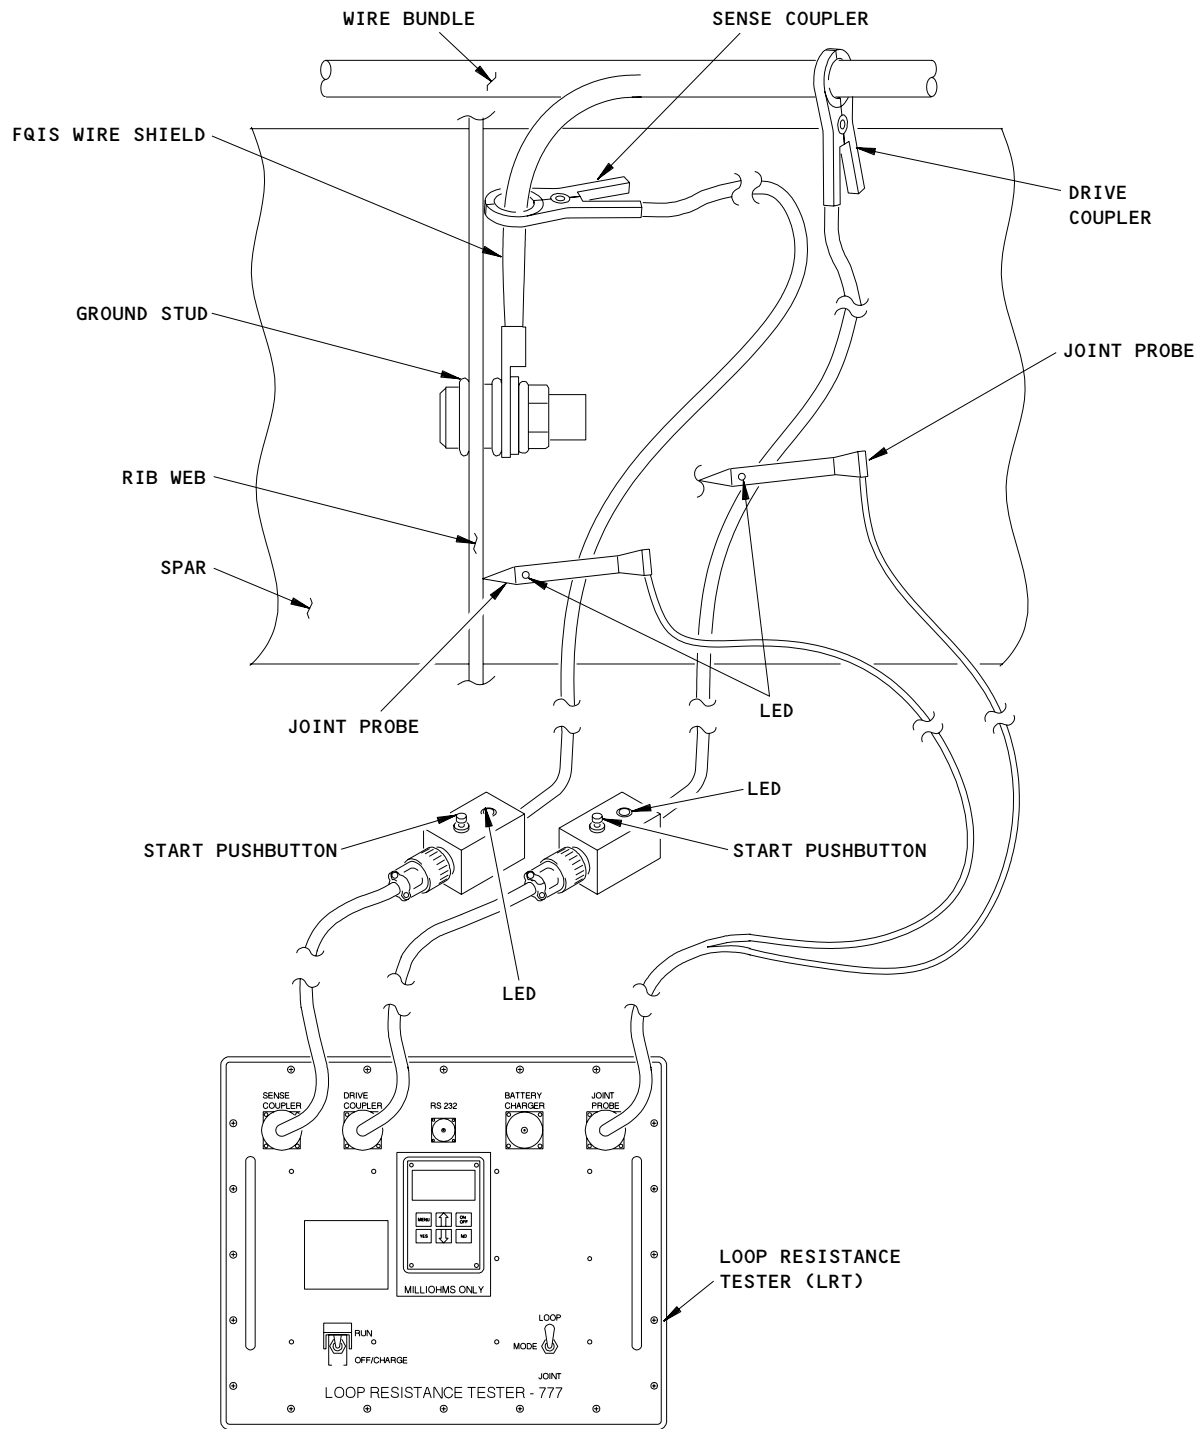 WIRE BUNDLE
SENSE COUPLER
FQIS WIRE SHIELD
DRIVE
COUPLER
GROUND STUD
JOINT PROBE
RIB WEB
SPAR
LED
JOINT PROBE
LED
START PUSHBUTTON
START PUSHBUTTON
LED
SENSE
COUPLER
DRIVE
COUPLER
RS 232
BATTERY
CHARGER
JOINT
PROBE
MENU
ON
OFF
YES
NO
MILLIOHMS ONLY
LOOP RESISTANCE
TESTER (LRT)
RUN
OFF/CHARGE
LOOP
MODE
JOINT
LOOP RESISTANCE TESTER - 777